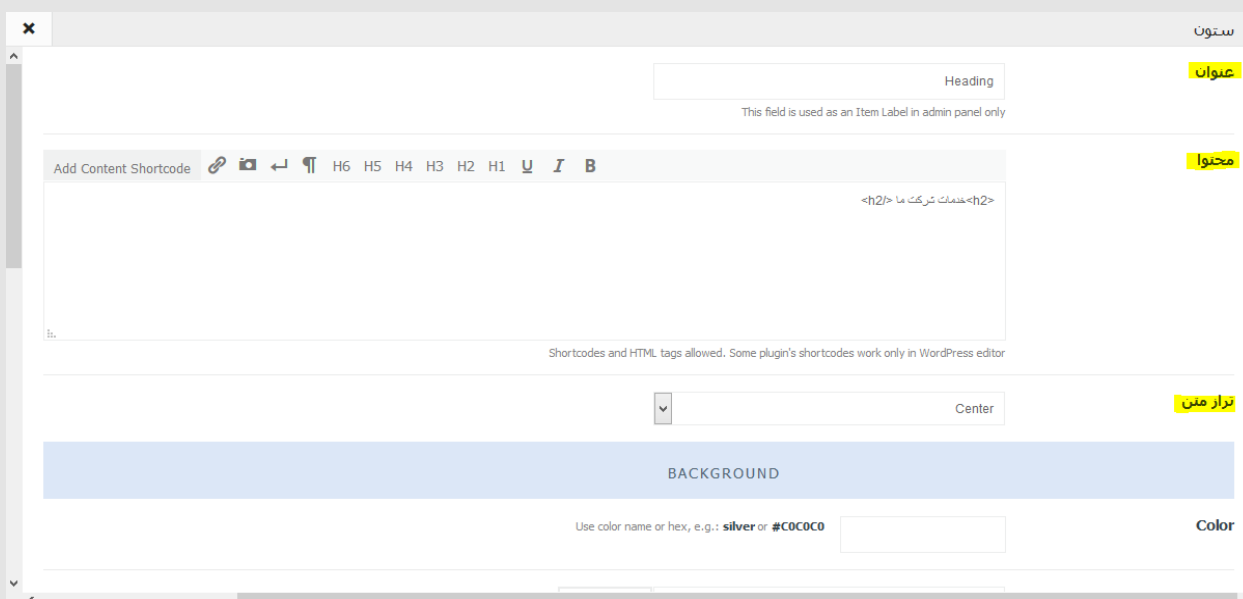 ستون
عنوان
Heading
This field is used as an Item Label in admin panel only
محتوا
B I U H1 H2 H3 H4 H5 H6 ¶ Add Content Shortcode
<h2>خدمات شرکت ما </h2>
Shortcodes and HTML tags allowed. Some plugin's shortcodes work only in WordPress editor
تراز متن
Center
BACKGROUND
Color
Use color name or hex, e.g.: silver or #C0C0C0